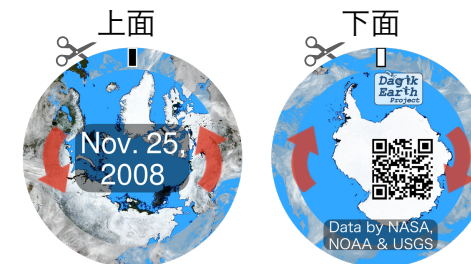 上面
下面
Nov. 25,
2008
Dagik
Earth
Project
Data by NASA,
NOAA & USGS